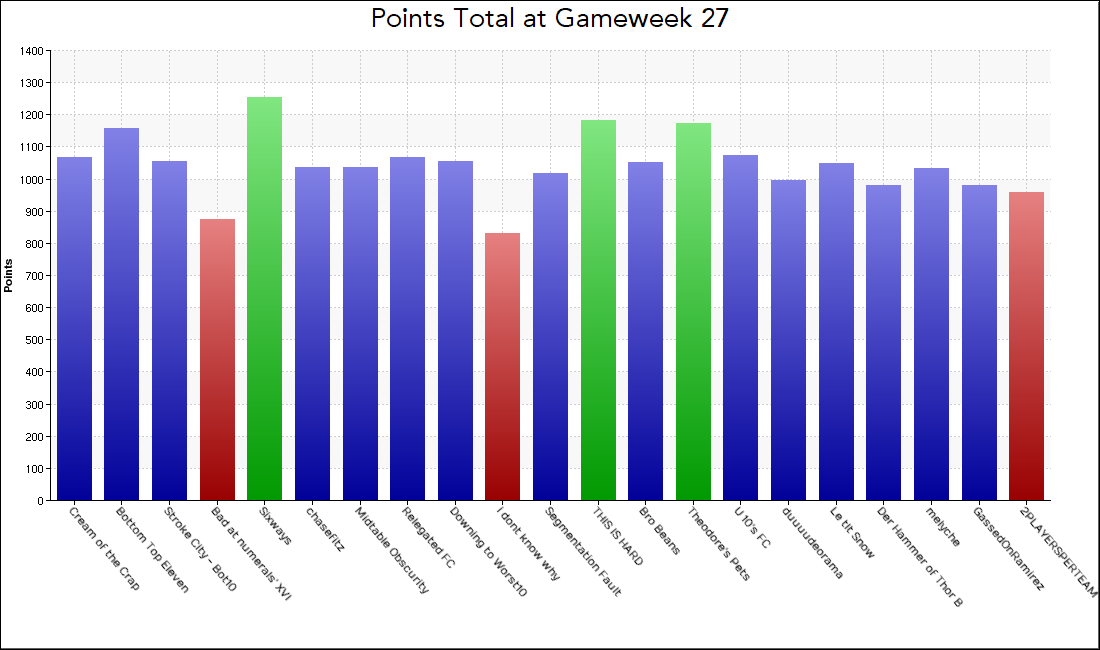 Points Total at Gameweek 27
Points
1400
1300
1200
1100
1000
900
800
700
600
500
400
300
200
100
0
Cream of the Crap
Bottom Top Eleven
Stroke City - Bot10
Bad at numerals' XVI
Sixways
chasefitz
Midtable Obscurity
Relegated FC
Downing to Worst10
i dont know why
Segmentation Fault
THIS IS HARD
Bro Beans
Theodore's Pets
U10's FC
duuuudeorama
Le tit Snow
Der Hammer of Thor B
melyche
GassedOnRamirez
2PLAYERSPERTEAM